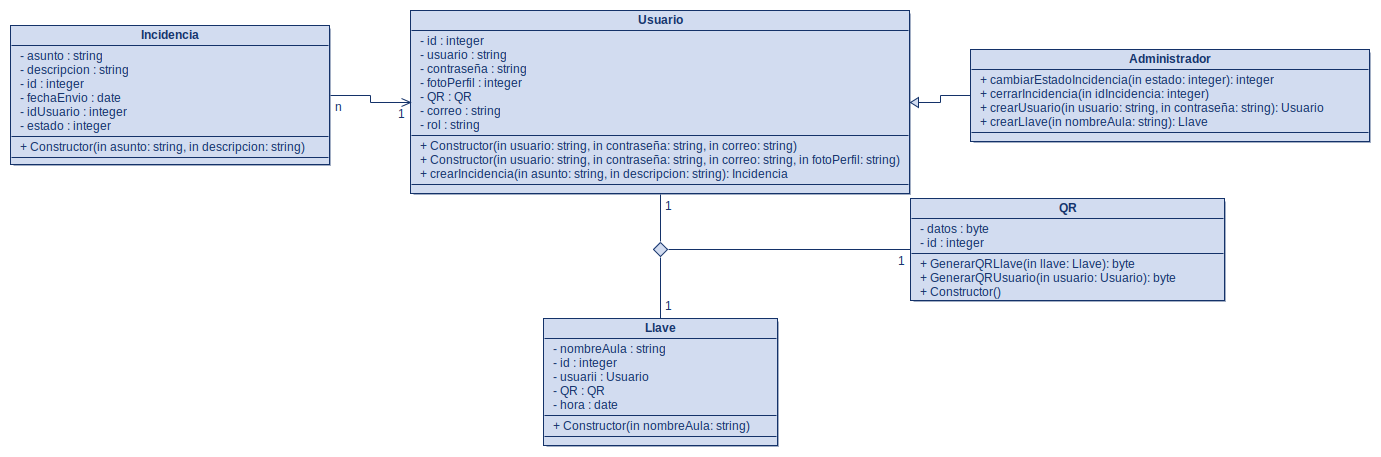 Incidencia
- asunto : string
- descripcion : string
- id : integer
- fechaEnvio : date
- idUsuario : integer
- estado : integer
+ Constructor(in asunto: string, in descripcion: string)
n
1
Usuario
- id : integer
- usuario : string
- contraseña : string
- fotoPerfil : integer
- QR : QR
- correo : string
- rol : string
+ Constructor(in usuario: string, in contraseña: string, in correo: string)
+ Constructor(in usuario: string, in contraseña: string, in correo: string, in fotoPerfil: string)
+ crearIncidencia(in asunto: string, in descripcion: string): Incidencia
Administrador
+ cambiarEstadoIncidencia(in estado: integer): integer
+ cerrarIncidencia(in idIncidencia: integer)
+ crearUsuario(in usuario: string, in contraseña: string): Usuario
+ crearLlave(in nombreAula: string): Llave
1
1
QR
- datos : byte
- id : integer
+ GenerarQRLlave(in llave: Llave): byte
+ GenerarQRUsuario(in usuario: Usuario): byte
+ Constructor()
1
Llave
- nombreAula : string
- id : integer
- usuarii : Usuario
- QR : QR
- hora : date
+ Constructor(in nombreAula: string)